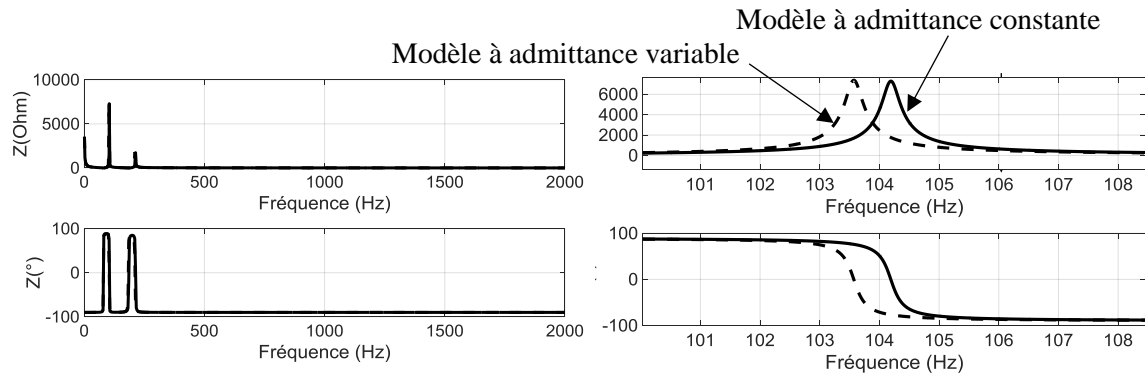 Modèle à admittance constante
Modèle à admittance variable
10000
5000
0
Z(Ohm)
0 500 1000 1500 2000
Fréquence (Hz)
6000
4000
2000
0
101 102 103 104 105 106 107 108
Fréquence (Hz)
100
0
-100
Z(°)
0 500 1000 1500 2000
Fréquence (Hz)
100
0
-100
101 102 103 104 105 106 107 108
Fréquence (Hz)